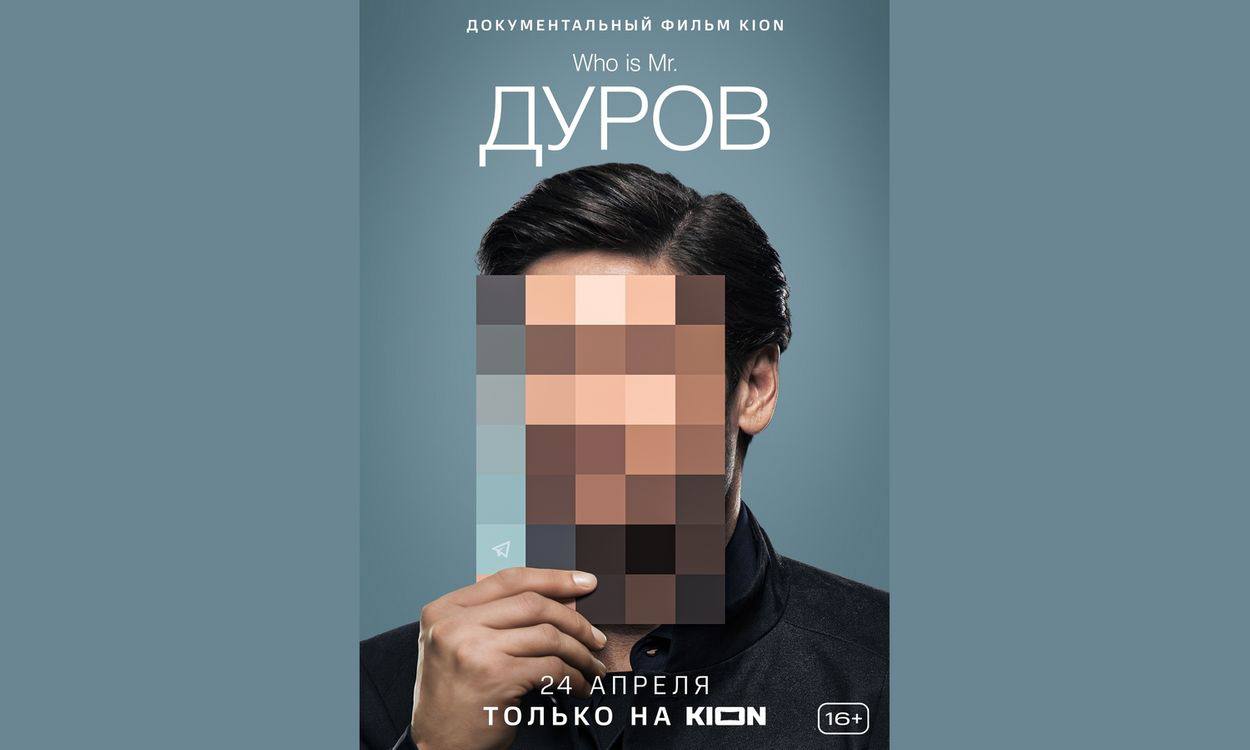 ДОКУМЕНТАЛЬНЫЙ ФИЛЬМ KION
Who is Mr.
ДУРОВ
24 АПРЕЛЯ
ТОЛЬКО НА KION
16+